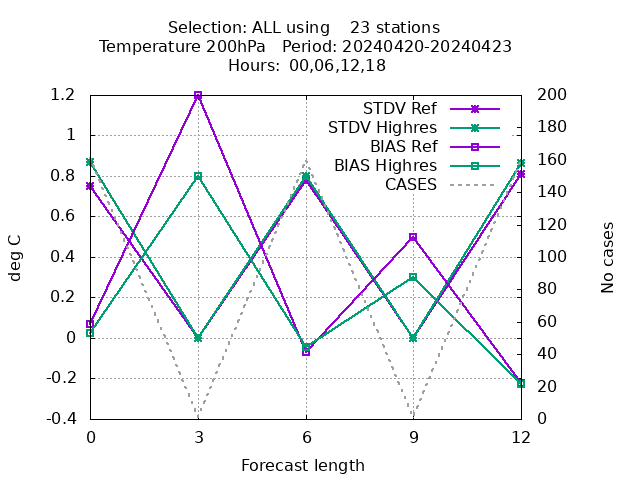 Selection: ALL using    23 stations
Temperature 200hPa   Period: 20240420-20240423
Hours: 00,06,12,18
STDV Ref
STDV Highres
BIAS Ref
BIAS Highres
CASES
1.2
1
0.8
0.6
0.4
0.2
0
-0.2
-0.4
deg C
200
180
160
140
120
100
80
60
40
20
0
No cases
0 3 6 9 12
Forecast length